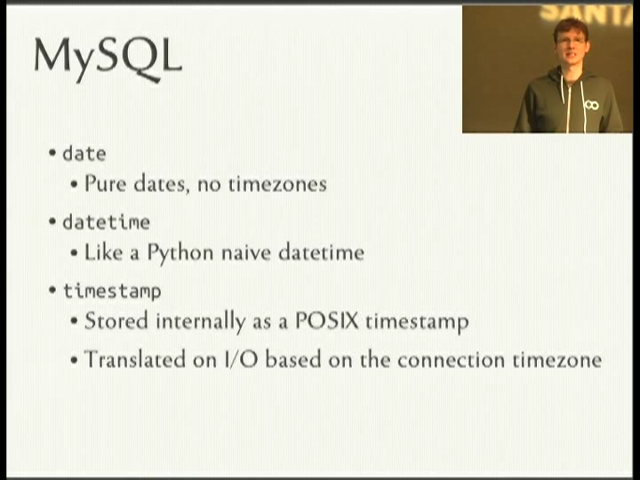 SANTA
MySQL
• date
• Pure dates, no timezones
• datetime
• Like a Python naive datetime
• timestamp
• Stored internally as a POSIX timestamp
• Translated on I/O based on the connection timezone